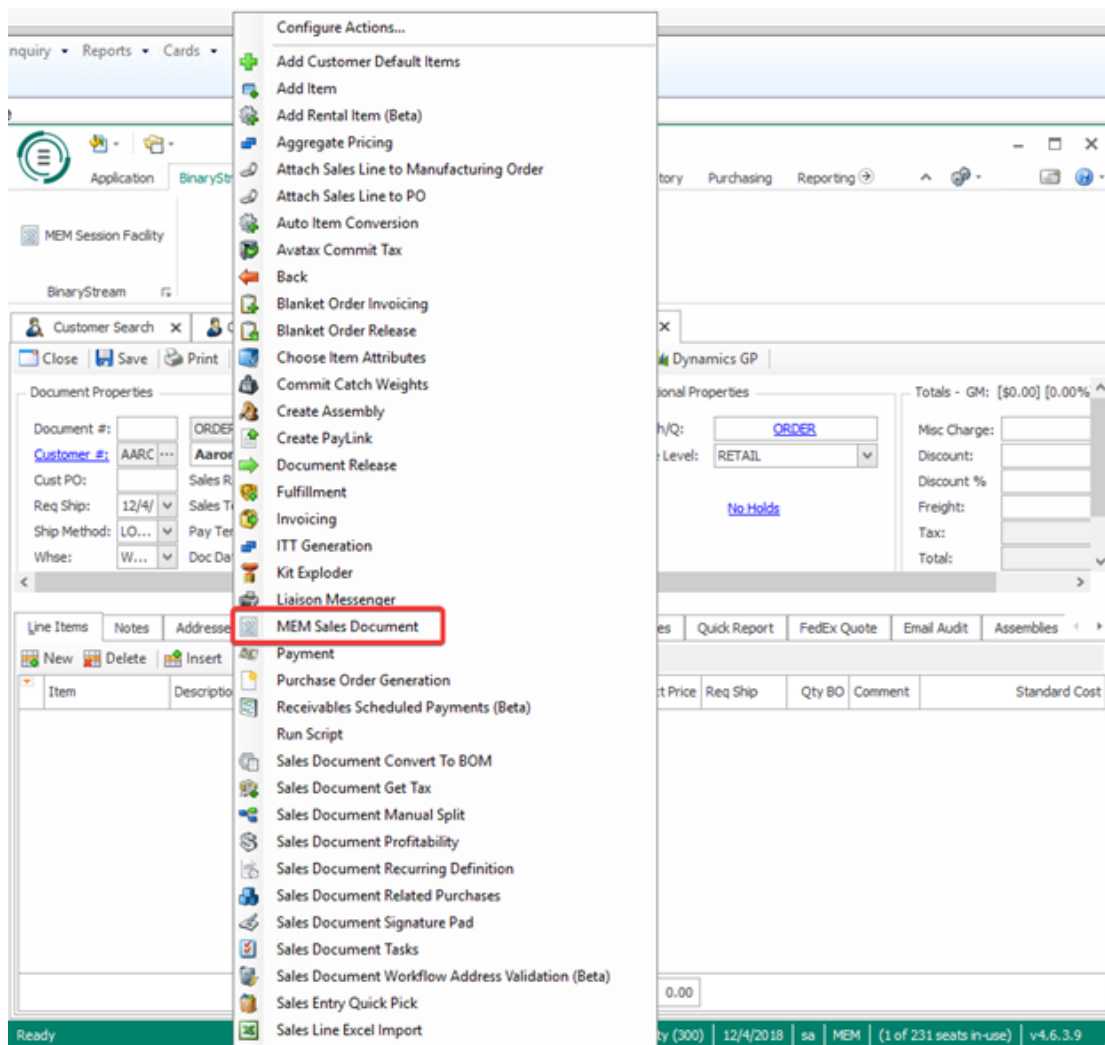 Configure Actions...
nquiry Reports Cards
Add Customer Default Items
Add Item
Add Rental Item (Beta)
Aggregate Pricing
Attach Sales Line to Manufacturing Order
Attach Sales Line to PO
Auto Item Conversion
Avatax Commit Tax
Back
Blanket Order Invoicing
Blanket Order Release
Choose Item Attributes
Commit Catch Weights
Create Assembly
Create PayLink
Document Release
Fulfillment
Invoicing
ITT Generation
Kit Exploder
Liaison Messenger
MEM Sales Document
Payment
Purchase Order Generation
Receivables Scheduled Payments (Beta)
Run Script
Sales Document Convert To BOM
Sales Document Get Tax
Sales Document Manual Split
Sales Document Profitability
Sales Document Recurring Definition
Sales Document Related Purchases
Sales Document Signature Pad
Sales Document Tasks
Sales Document Workflow Address Validation (Beta)
Sales Entry Quick Pick
Sales Line Excel Import
Application BinaryStr tory Purchasing Reporting
MEM Session Facility
BinaryStream
Customer Search
Close Save Print Dynamics GP
Document Properties ional Properties Totals - GM: [$0.00] [0.00%
Document #: ORDER h/Q: ORDER Misc Charge:
Customer #: AARC ... Aaror Level: RETAIL Discount:
Cust PO: Sales R Discount %
Req Ship: 12/4/ Sales T No Holds Freight:
Ship Method: LO... Pay Ter Tax:
Whse: W... Doc Da Total:
Line Items Notes Addresse es Quick Report FedEx Quote Email Audit Assemblies
New Delete Insert
Item Descriptio t Price Req Ship Qty BO Comment Standard Cost
0.00
Ready ty (300) 12/4/2018 sa MEM (1 of 231 seats in-use) v4.6.3.9